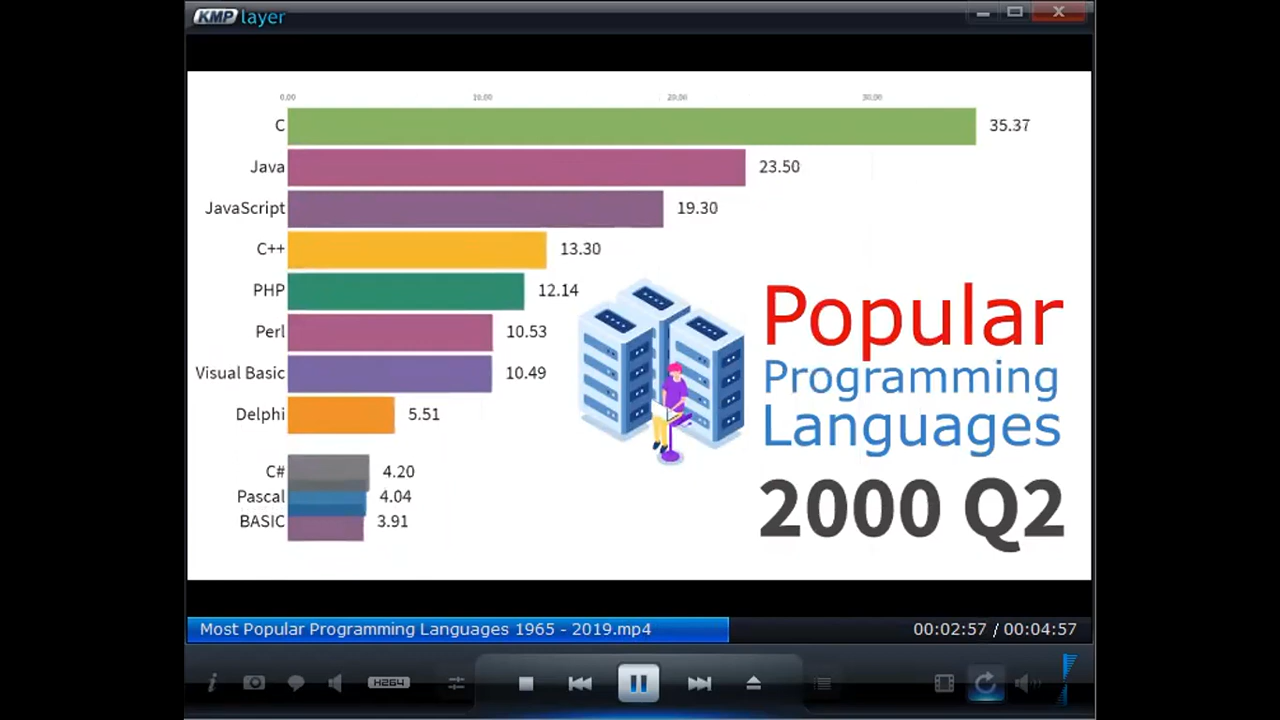 KMPlayer
0.00 10.00 20.00 30.00
C 35.37
Java 23.50
JavaScript 19.30
C++ 13.30
PHP 12.14
Perl 10.53
Visual Basic 10.49
Delphi 5.51
C# 4.20
Pascal 4.04
BASIC 3.91
Popular
Programming
Languages
2000 Q2
Most Popular Programming Languages 1965 - 2019.mp4 00:02:57 / 00:04:57
H264